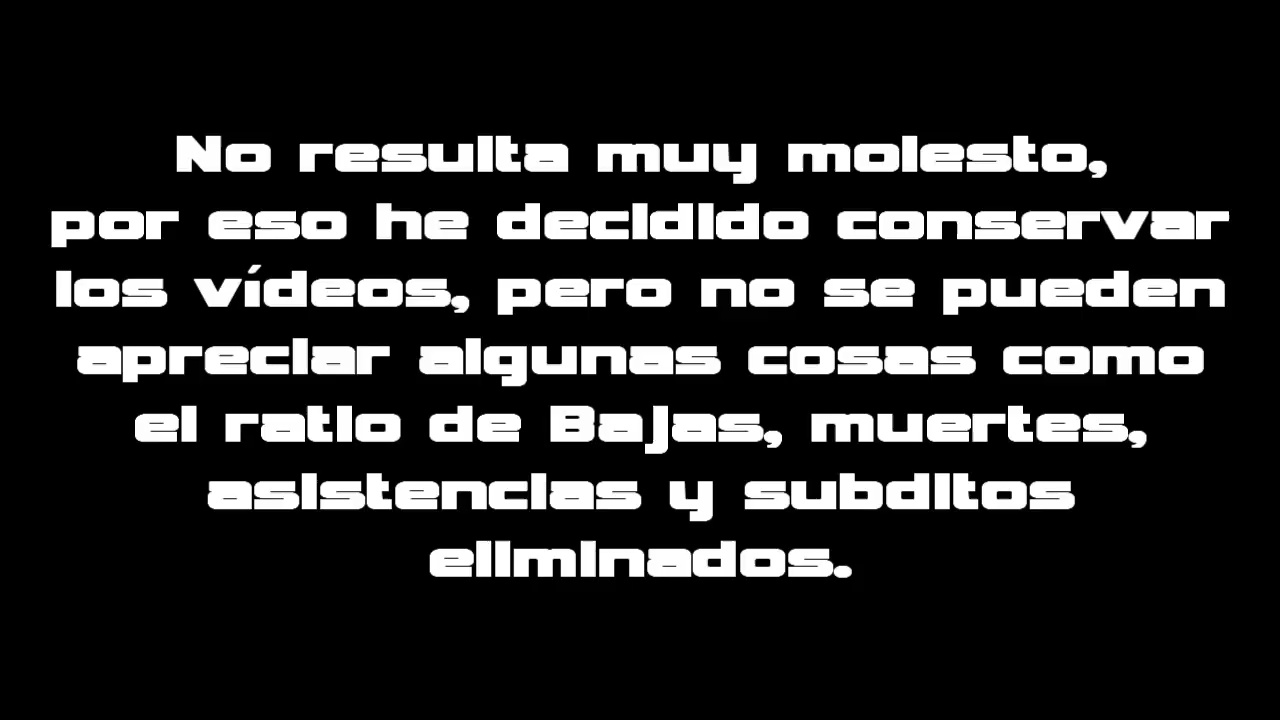 No resulta muy molesto,
por eso he decidido conservar
los vídeos, pero no se pueden
apreciar algunas cosas como
el ratio de Bajas, muertes,
asistencias y subditos
eliminados.